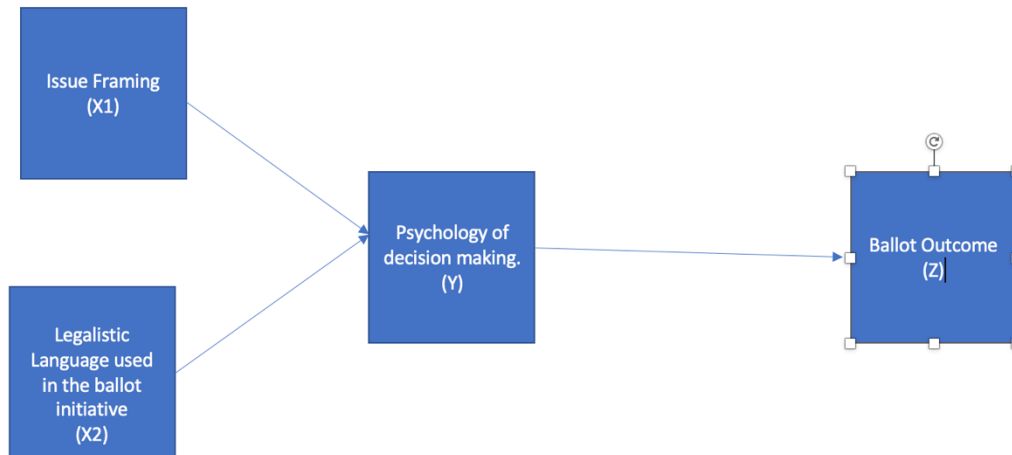 Issue Framing
(X1)
Psychology of
decision making.
(Y)
Ballot Outcome
(Z)
Legalistic
Language used
in the ballot
initiative
(X2)